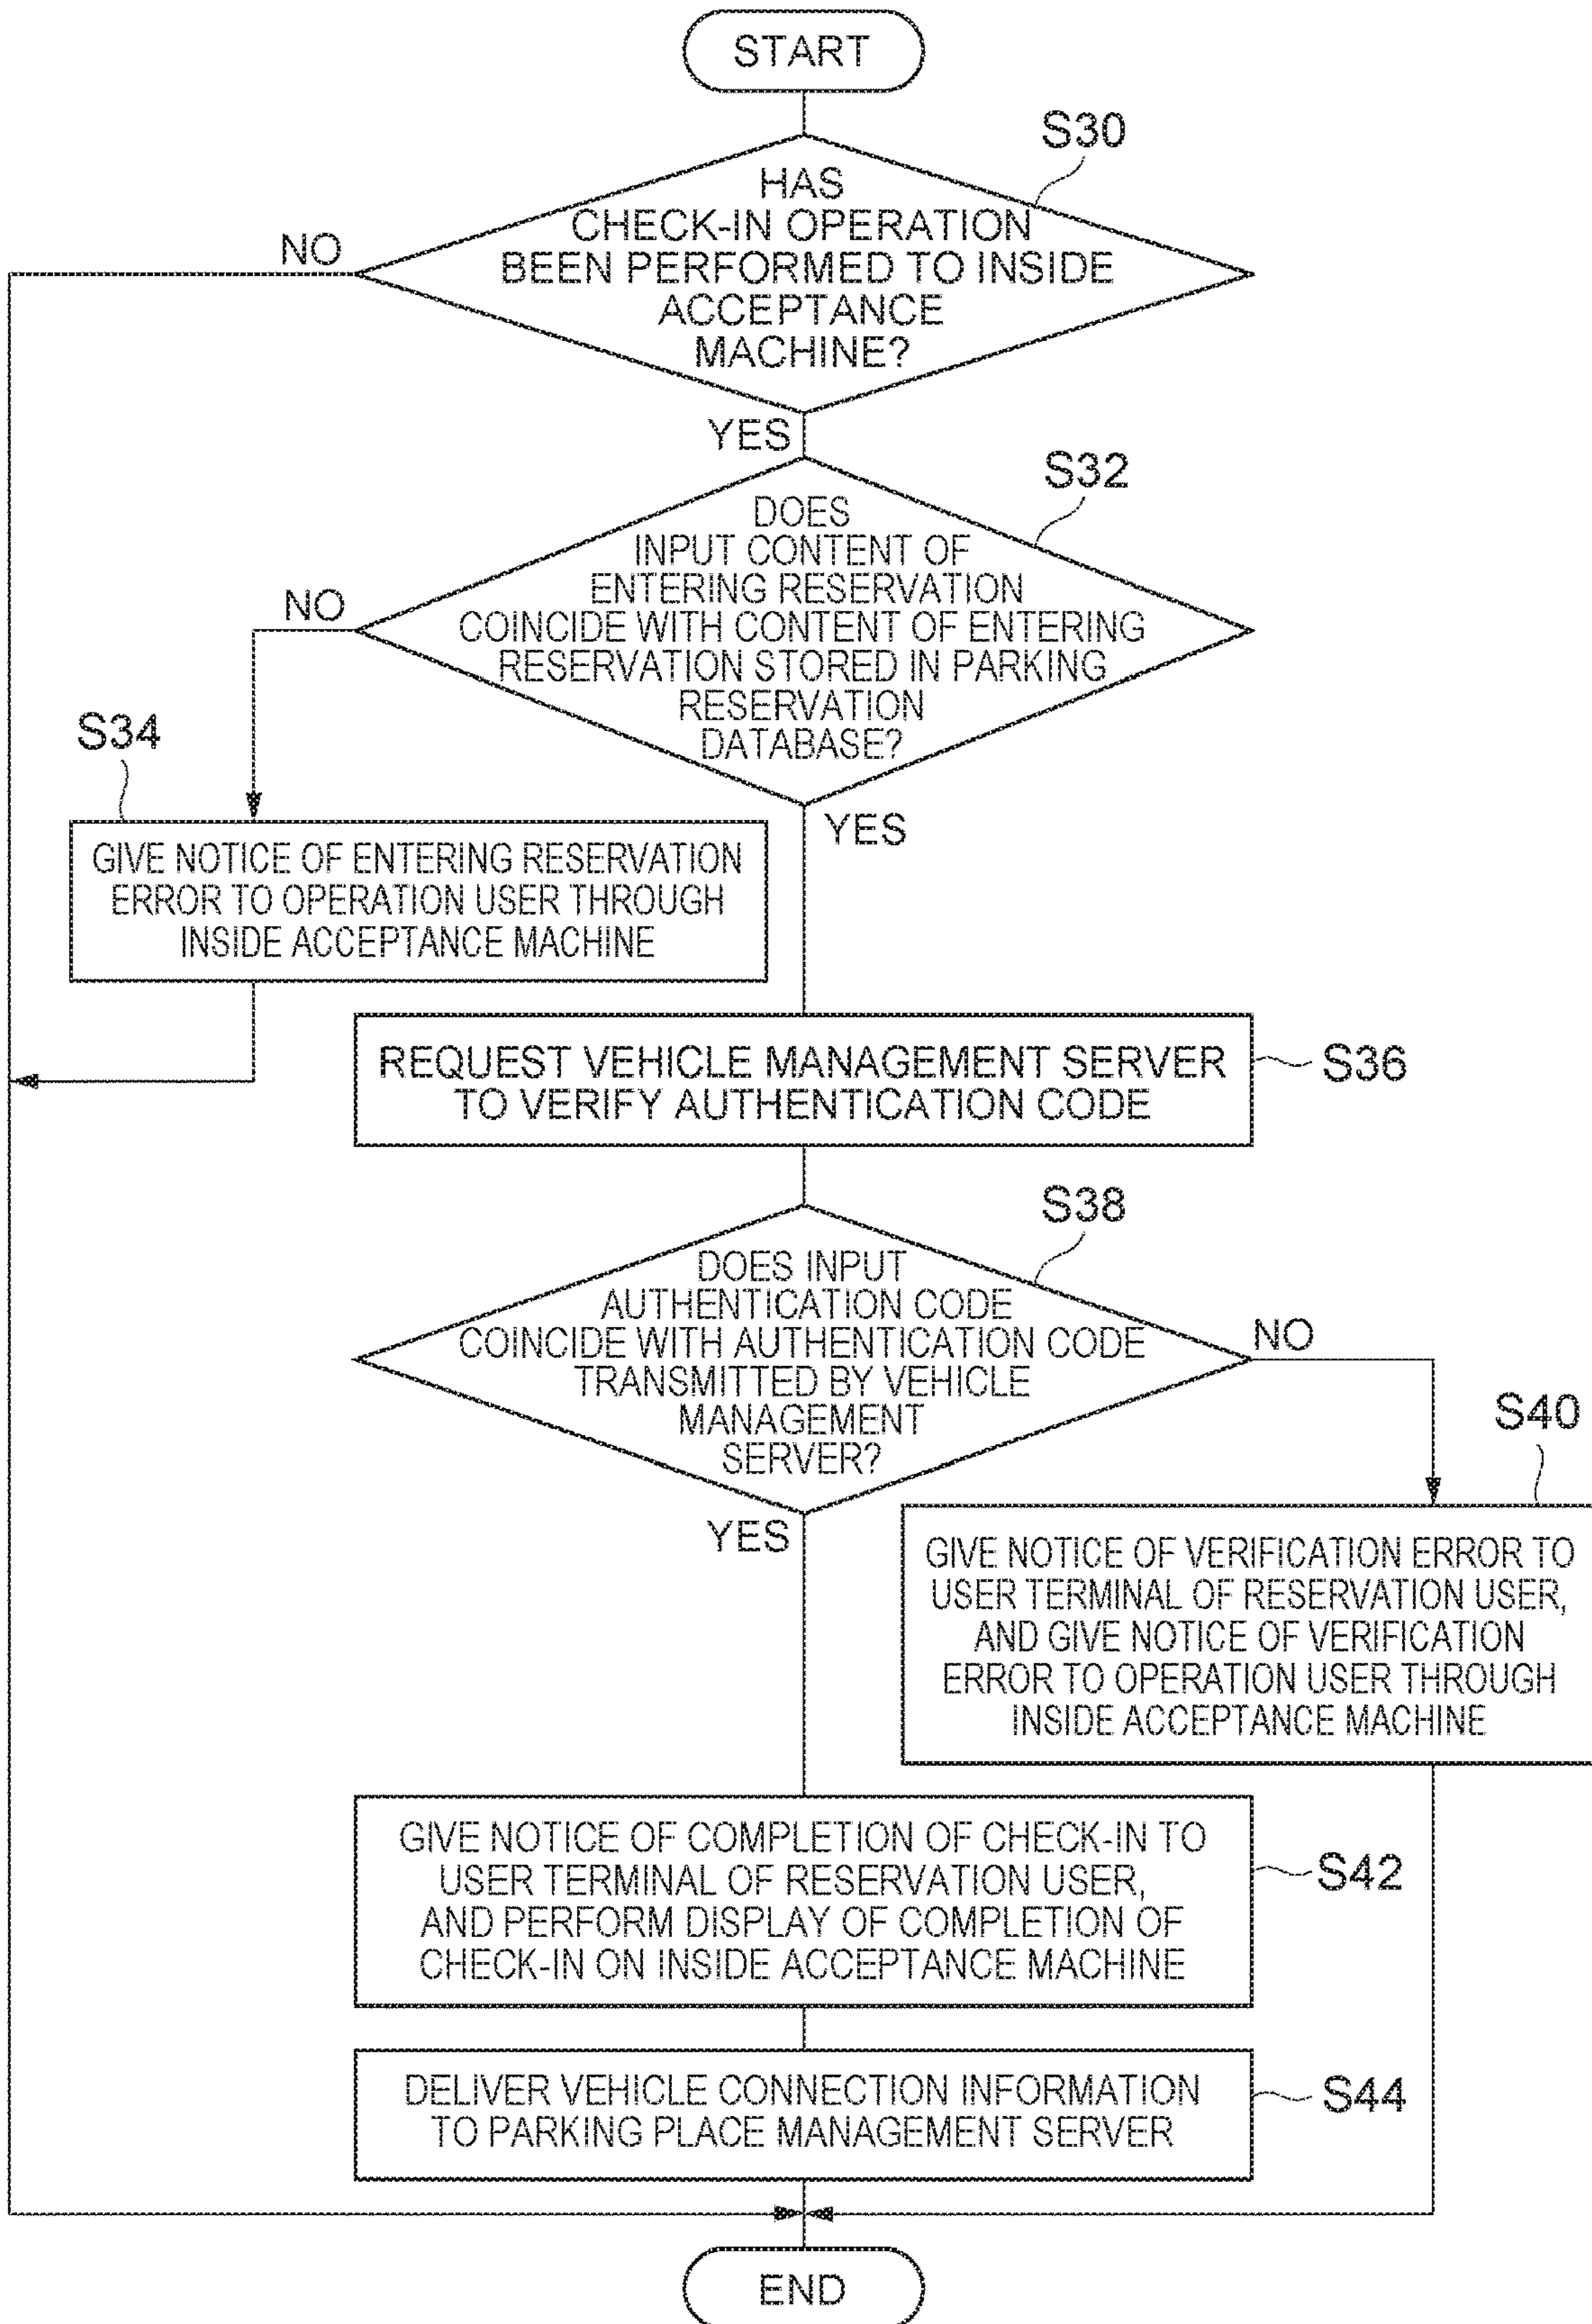 START
S30
HAS
CHECK-IN OPERATION
BEEN PERFORMED TO INSIDE
ACCEPTANCE
MACHINE?
NO
YES
S32
DOES
INPUT CONTENT OF
ENTERING RESERVATION
COINCIDE WITH CONTENT OF ENTERING
RESERVATION STORED IN PARKING
RESERVATION
DATABASE?
NO
YES
S34
GIVE NOTICE OF ENTERING RESERVATION
ERROR TO OPERATION USER THROUGH
INSIDE ACCEPTANCE MACHINE
REQUEST VEHICLE MANAGEMENT SERVER
TO VERIFY AUTHENTICATION CODE
S36
S38
DOES INPUT
AUTHENTICATION CODE
COINCIDE WITH AUTHENTICATION CODE
TRANSMITTED BY VEHICLE
MANAGEMENT
SERVER?
NO
YES
S40
GIVE NOTICE OF VERIFICATION ERROR TO
USER TERMINAL OF RESERVATION USER,
AND GIVE NOTICE OF VERIFICATION
ERROR TO OPERATION USER THROUGH
INSIDE ACCEPTANCE MACHINE
GIVE NOTICE OF COMPLETION OF CHECK-IN TO
USER TERMINAL OF RESERVATION USER,
AND PERFORM DISPLAY OF COMPLETION OF
CHECK-IN ON INSIDE ACCEPTANCE MACHINE
S42
DELIVER VEHICLE CONNECTION INFORMATION
TO PARKING PLACE MANAGEMENT SERVER
S44
END